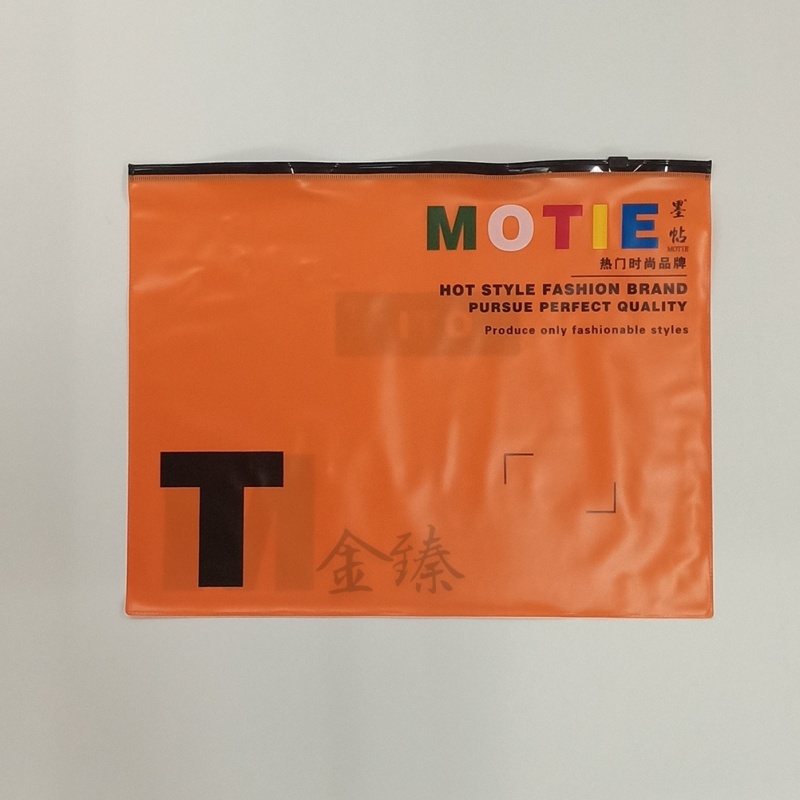 MOTIE 墨帖
MOTIE
热门时尚品牌
HOT STYLE FASHION BRAND
PURSUE PERFECT QUALITY
Produce only fashionable styles
T
金臻